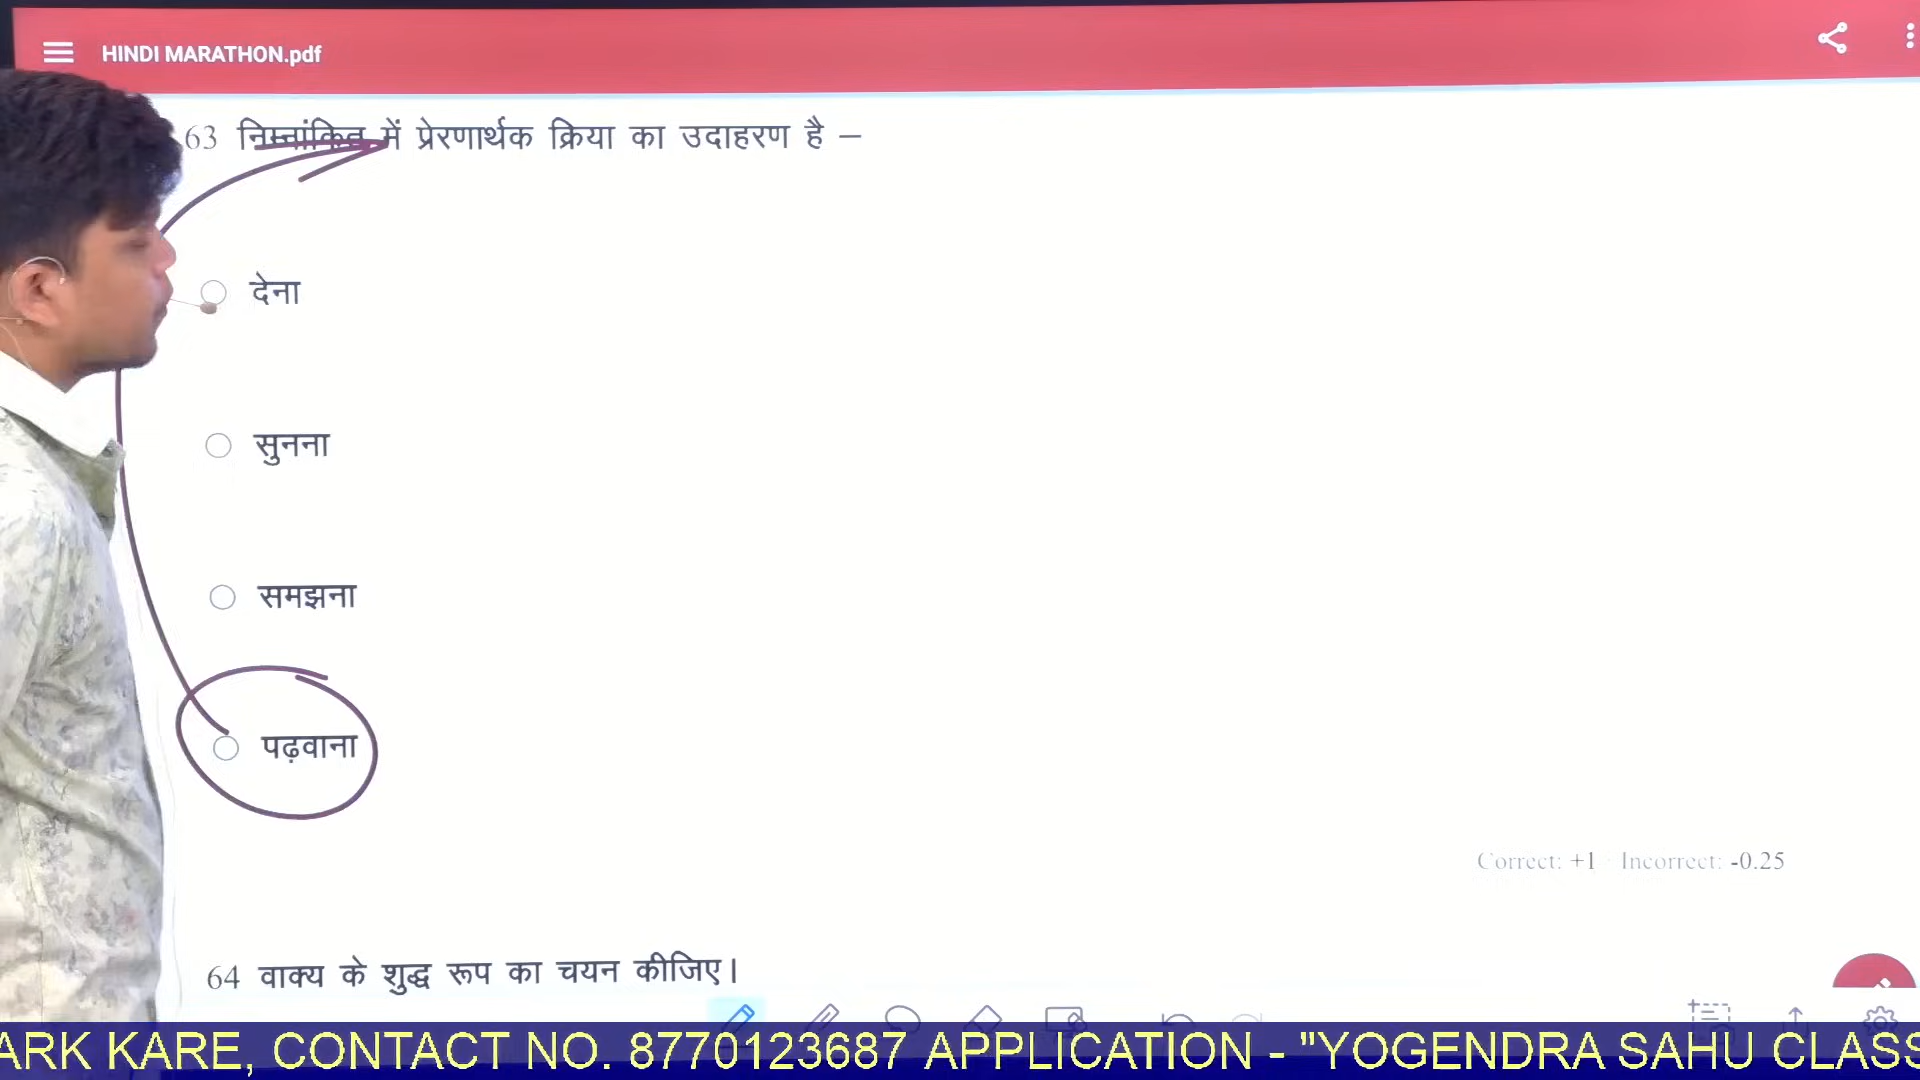 HINDI MARATHON.pdf
63 निम्नांकित में प्रेरणार्थक क्रिया का उदाहरण है –
देना
सुनना
समझना
पढ़वाना
Correct: +1 Incorrect: -0.25
64 वाक्य के शुद्ध रूप का चयन कीजिए।
ARK KARE, CONTACT NO. 8770123687 APPLICATION - "YOGENDRA SAHU CLASS